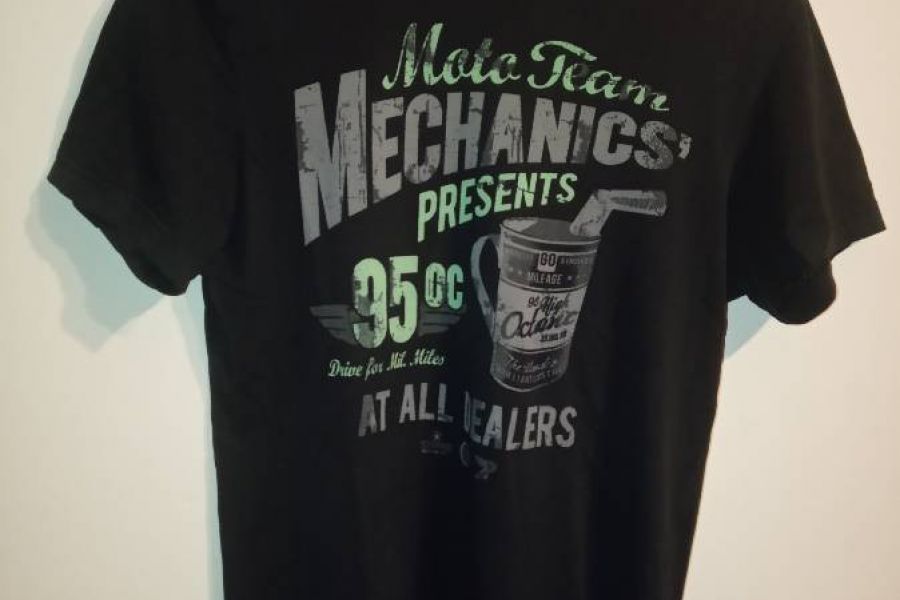 Moto Team
MECHANICS'
PRESENTS
95 OC
Drive for Mil. Miles
GO
MILEAGE
High
Octane
AT ALL DEALERS